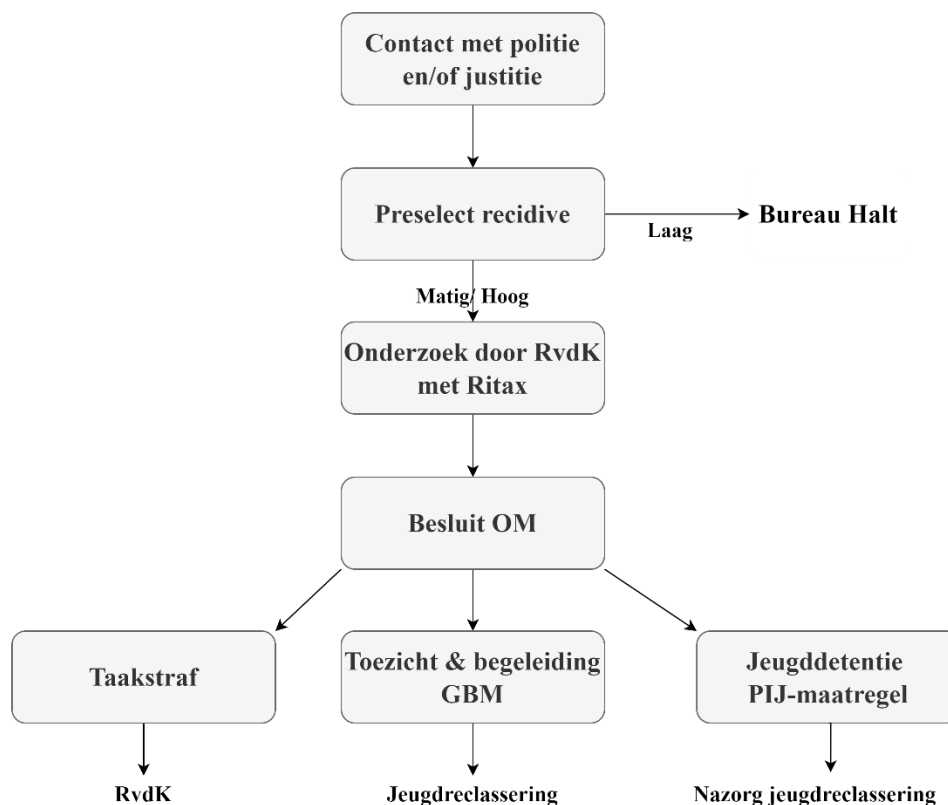 Contact met politie
en/of justitie
Preselect recidive
Laag
Bureau Halt
Matig/ Hoog
Onderzoek door RvdK
met Ritax
Besluit OM
Taakstraf
Toezicht & begeleiding
GBM
Jeugddetentie
PIJ-maatregel
RvdK
Jeugdreclassering
Nazorg jeugdreclassering